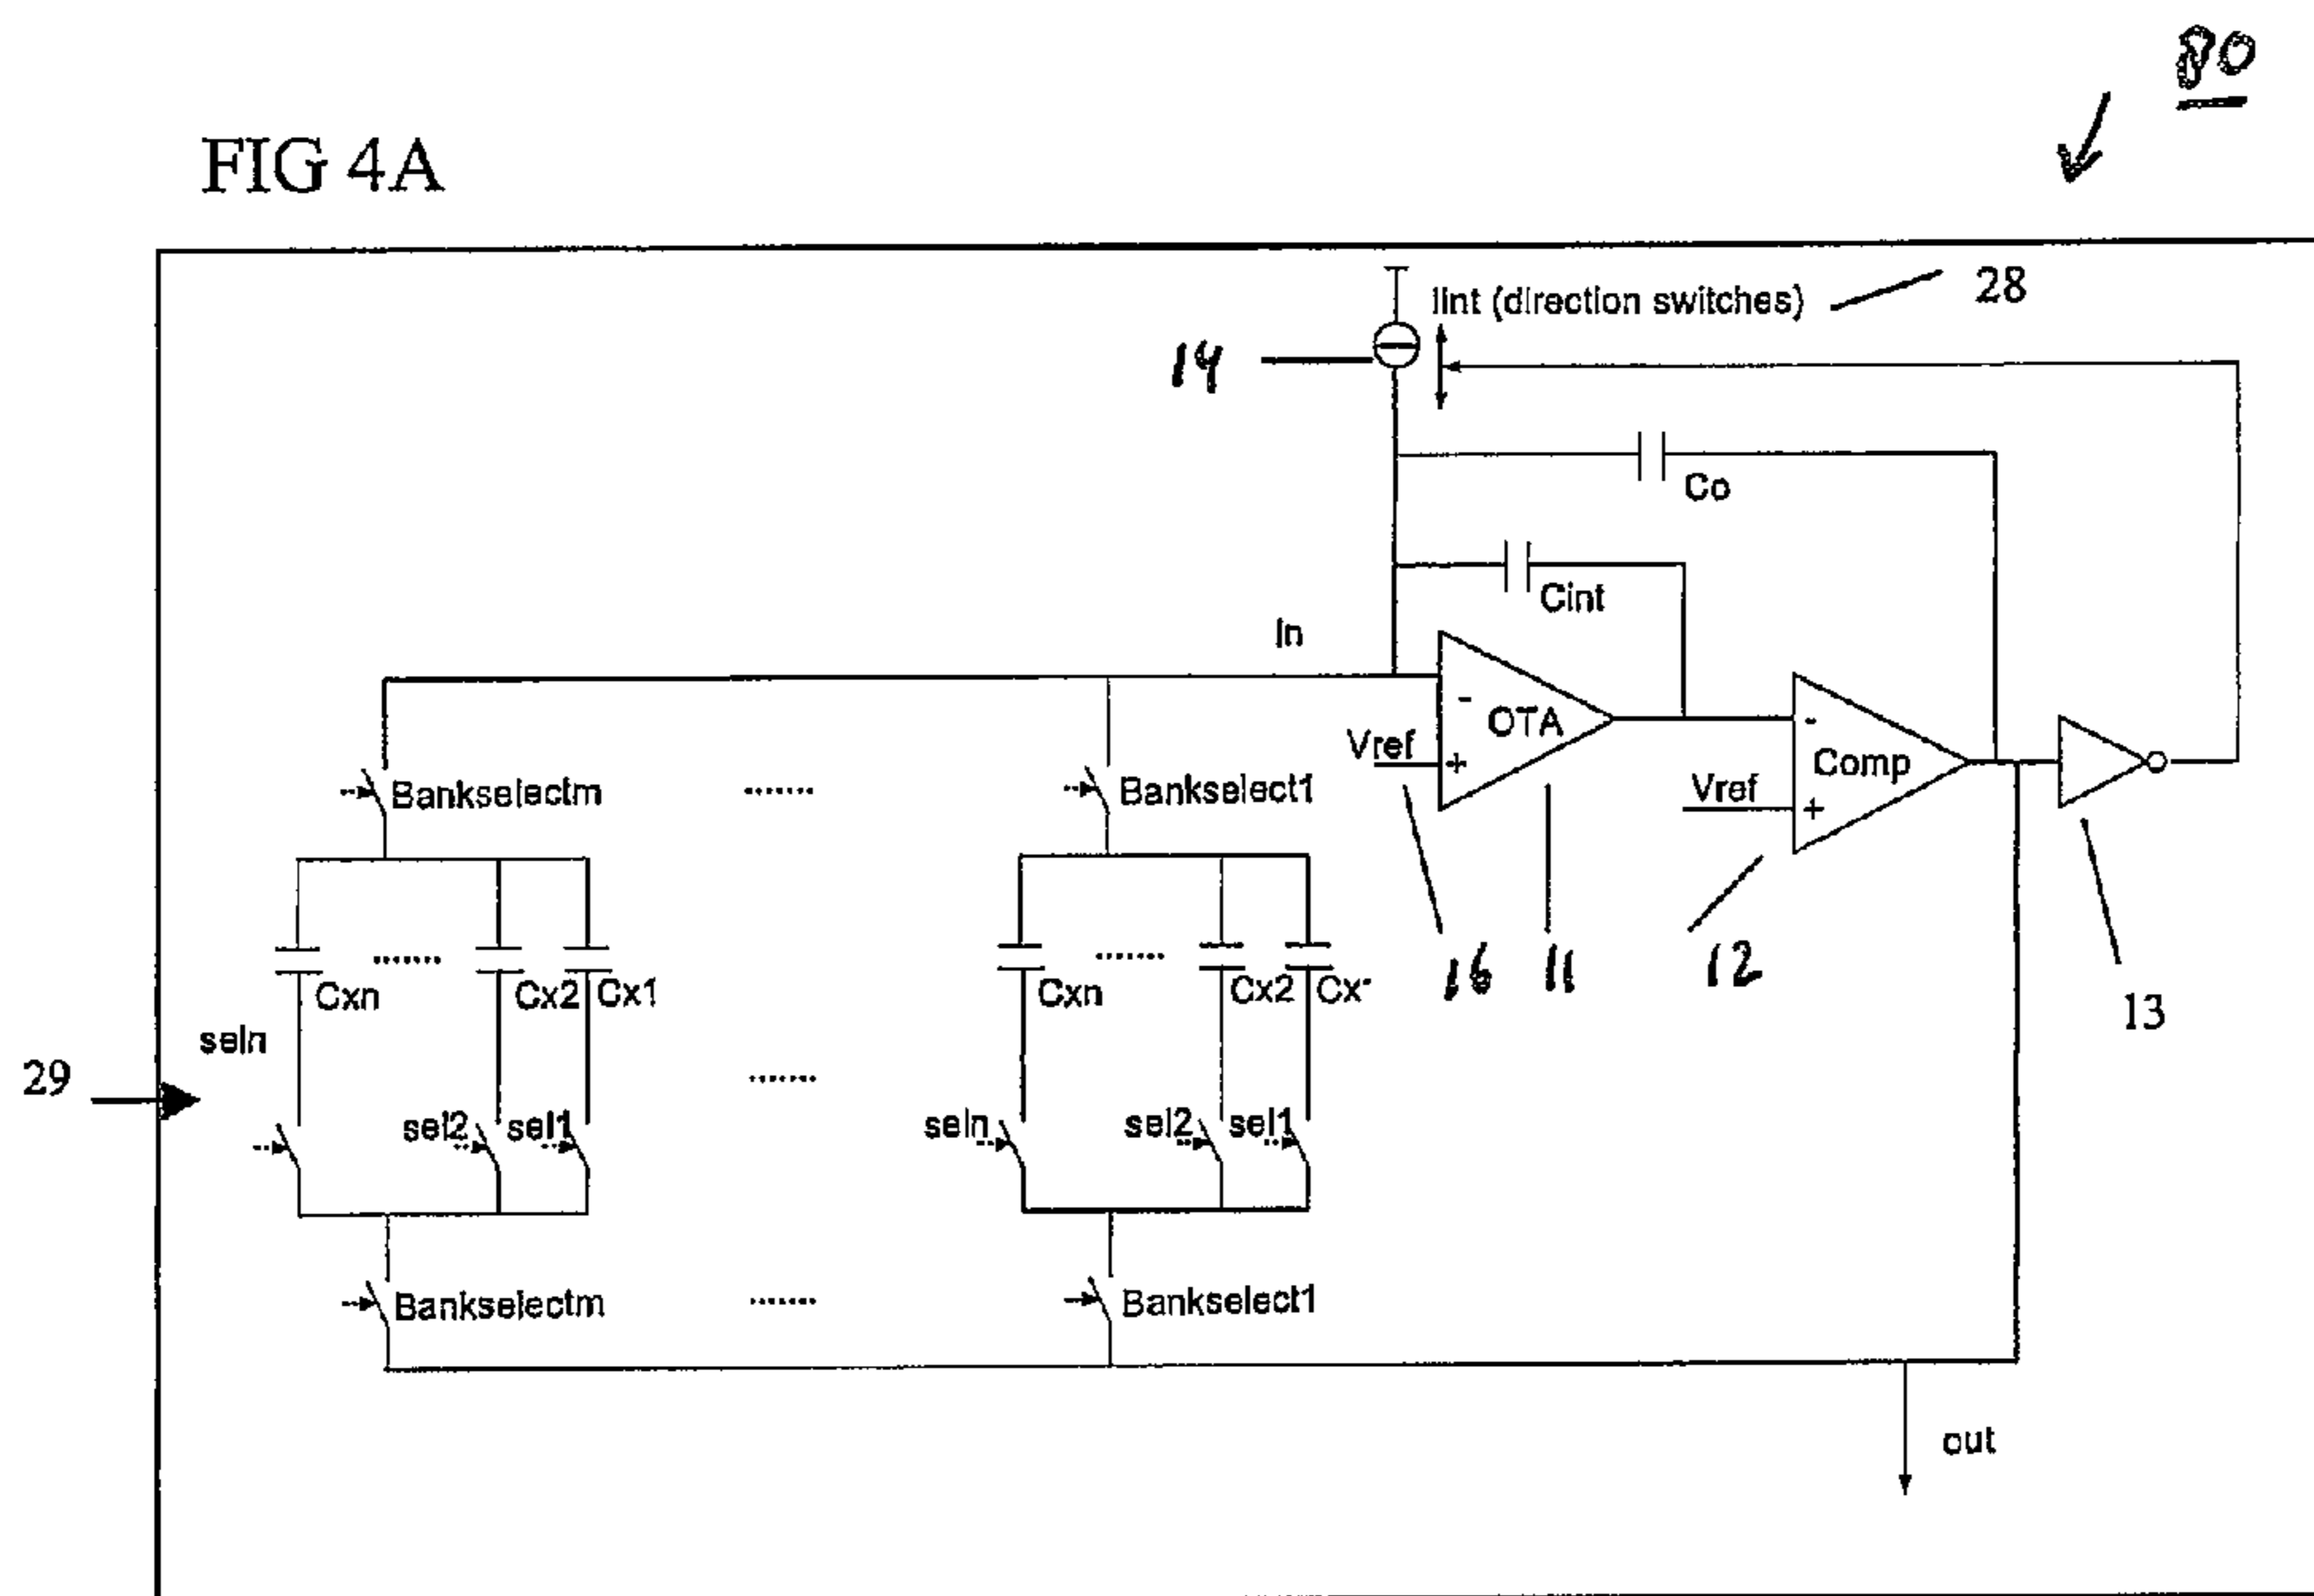 80
FIG 4A
Iint (direction switches)
28
14
Co
Cint
In
OTA
Vref
Comp
Vref
-
+
-
+
Bankselectm
........
Bankselect1
16
11
12
13
Cxn
........
Cx2
Cx1
Cxn
........
Cx2
Cx1
seln
29
........
sel2
sel1
seln
sel2
sel1
Bankselectm
........
Bankselect1
out